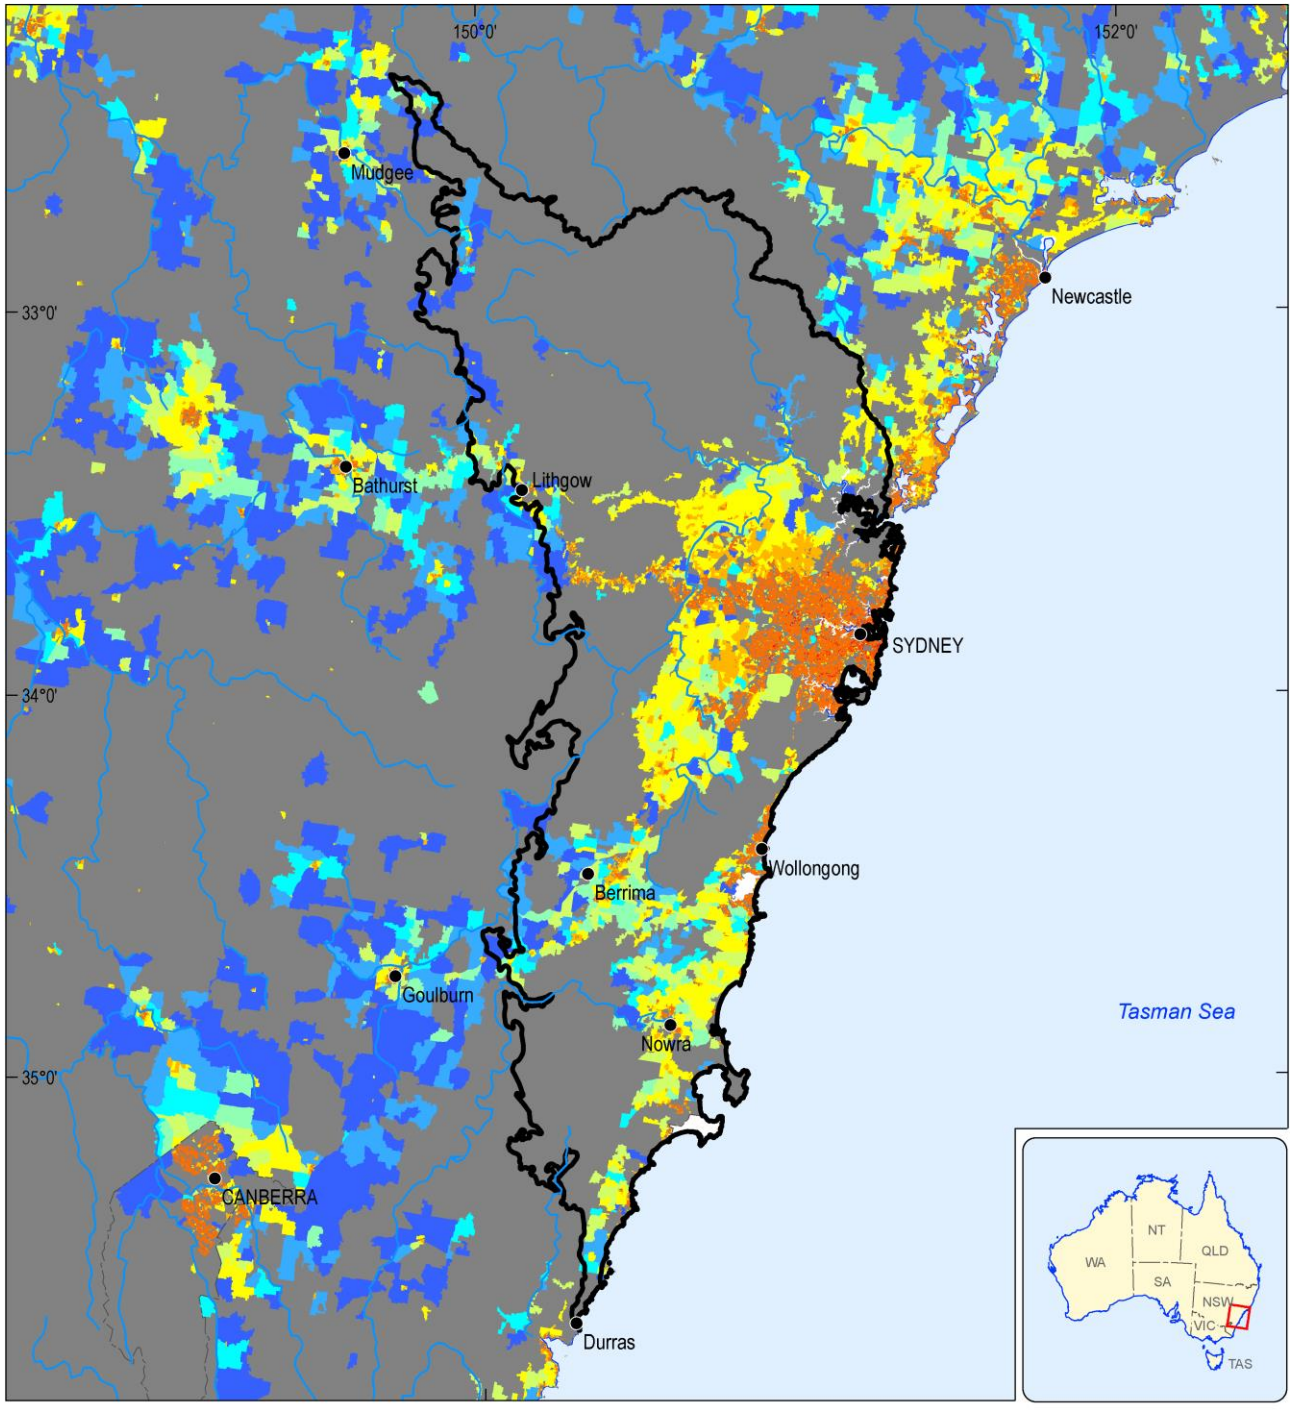 150°0'
152°0'
Mudgee
Newcastle
33°0'
Lithgow
Bathurst
SYDNEY
34°0'
Wollongong
Berrima
Goulburn
Tasman Sea
Nowra
35°0'
CANBERRA
NT
QLD
WA
SA
NSW
VIC
Durras
TAS